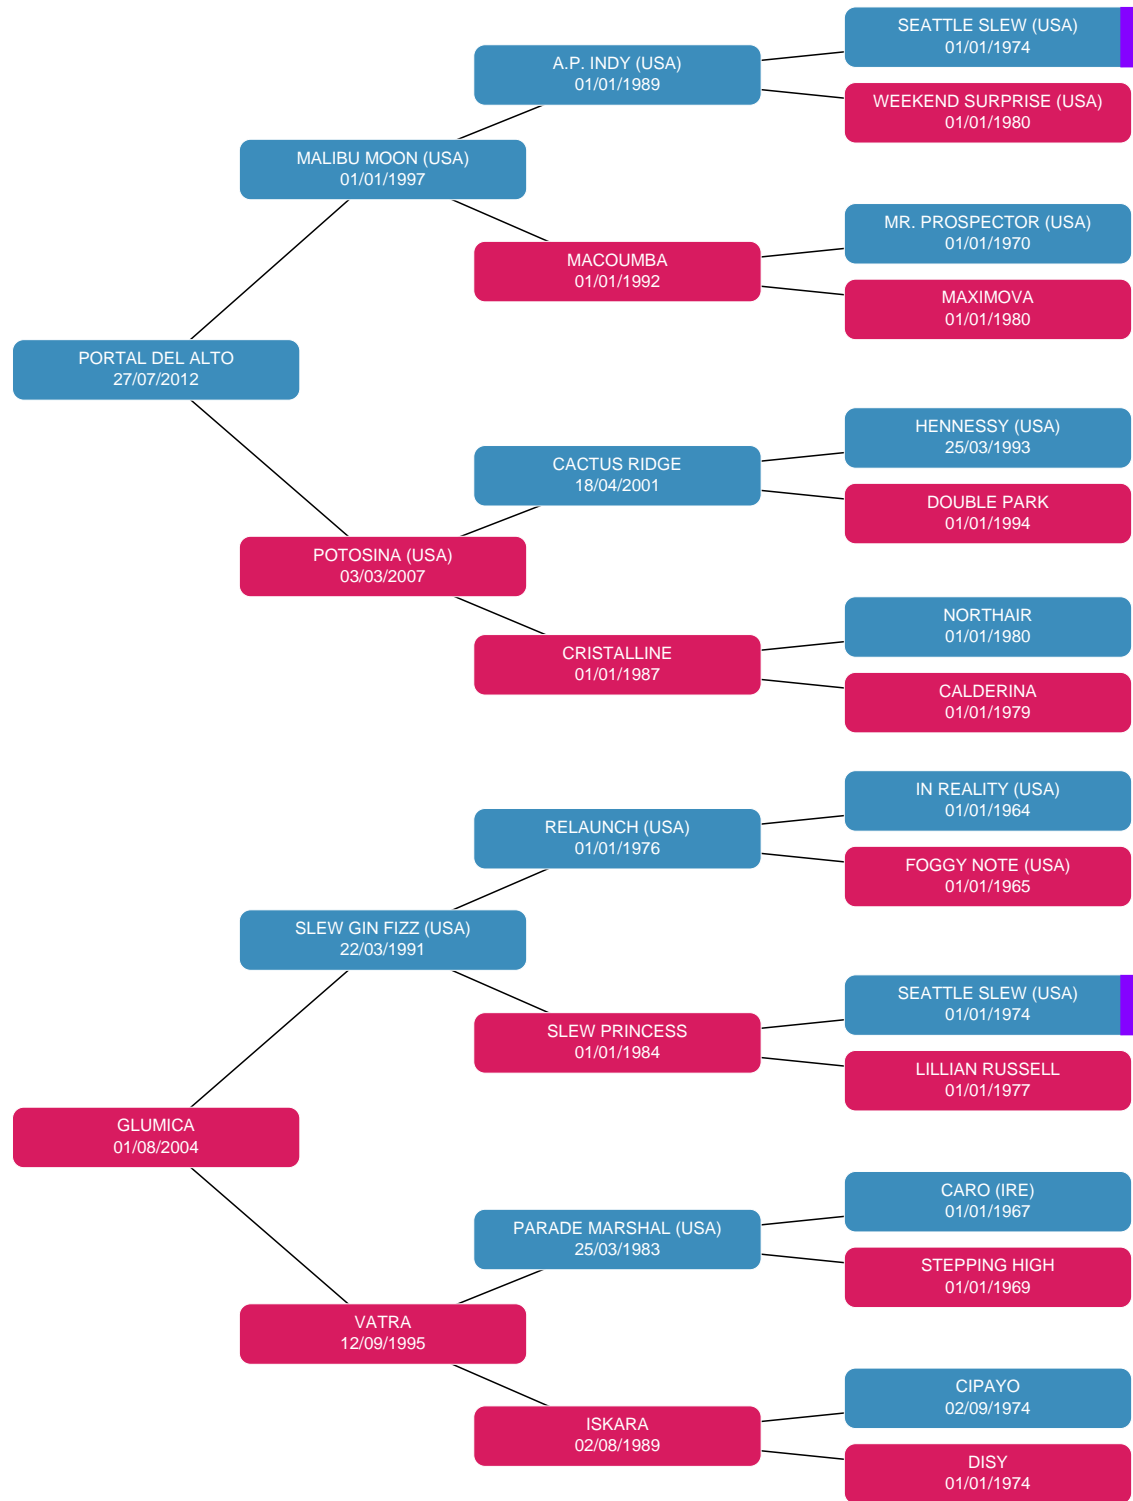 SEATTLE SLEW (USA)
01/01/1974
A.P. INDY (USA)
01/01/1989
WEEKEND SURPRISE (USA)
01/01/1980
MALIBU MOON (USA)
01/01/1997
MR. PROSPECTOR (USA)
01/01/1970
MACOUMBA
01/01/1992
MAXIMOVA
01/01/1980
PORTAL DEL ALTO
27/07/2012
HENNESSY (USA)
25/03/1993
CACTUS RIDGE
18/04/2001
DOUBLE PARK
01/01/1994
POTOSINA (USA)
03/03/2007
NORTHAIR
01/01/1980
CRISTALLINE
01/01/1987
CALDERINA
01/01/1979
IN REALITY (USA)
01/01/1964
RELAUNCH (USA)
01/01/1976
FOGGY NOTE (USA)
01/01/1965
SLEW GIN FIZZ (USA)
22/03/1991
SEATTLE SLEW (USA)
01/01/1974
SLEW PRINCESS
01/01/1984
LILLIAN RUSSELL
01/01/1977
GLUMICA
01/08/2004
CARO (IRE)
01/01/1967
PARADE MARSHAL (USA)
25/03/1983
STEPPING HIGH
01/01/1969
VATRA
12/09/1995
CIPAYO
02/09/1974
ISKARA
02/08/1989
DISY
01/01/1974